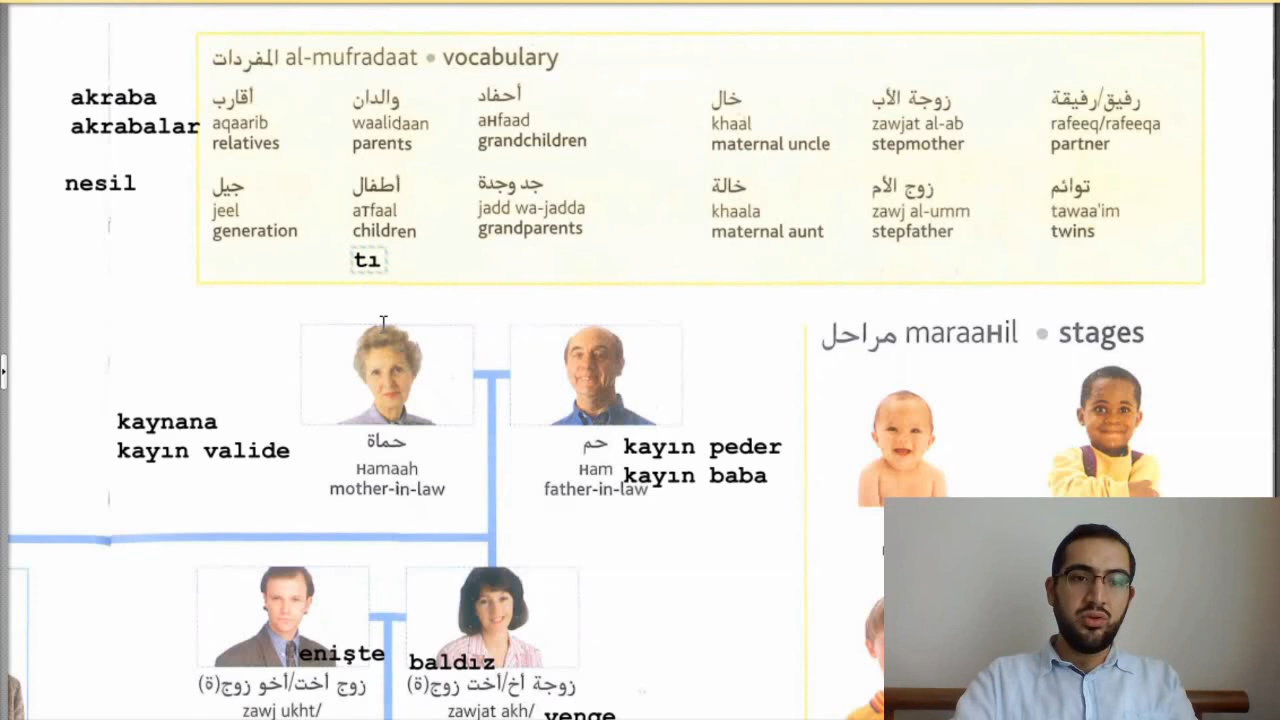 المفردات al-mufradaat • vocabulary
akraba
akrabalar
nesil
أقارب
aqaarib
relatives
والدان
waalidaan
parents
أحفاد
aHfaad
grandchildren
خال
khaal
maternal uncle
زوجة الأب
zawjat al-ab
stepmother
رفيق/رفيقة
rafeeq/rafeeqa
partner
جيل
jeel
generation
أطفال
aTfaal
children
tı
جد وجدة
jadd wa-jadda
grandparents
خالة
khaala
maternal aunt
زوج الأم
zawj al-umm
stepfather
توائم
tawaa'im
twins
kaynana
kayın valide
حماة
Hamaah
mother-in-law
حم
Ham
father-in-law
kayın peder
kayın baba
مراحل maraaHil • stages
enişte
زوج أخت/أخو زوج(ة)
zawj ukht/
baldız
زوجة أخ/أخت زوج(ة)
zawjat akh/
yenge